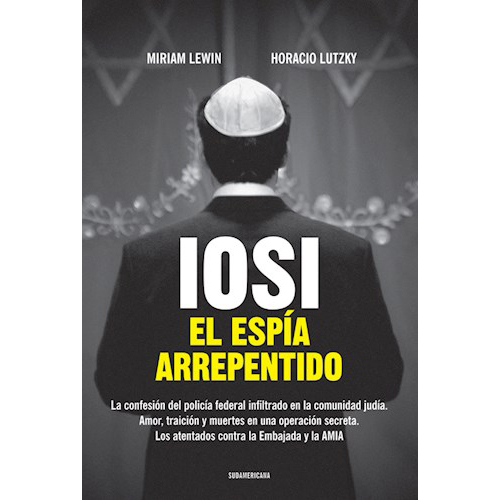 MIRIAM LEWIN HORACIO LUTZKY
IOSI
EL ESPÍA
ARREPENTIDO
La confesión del policía federal infiltrado en la comunidad judía.
Amor, traición y muertes en una operación secreta.
Los atentados contra la Embajada y la AMIA
SUDAMERICANA